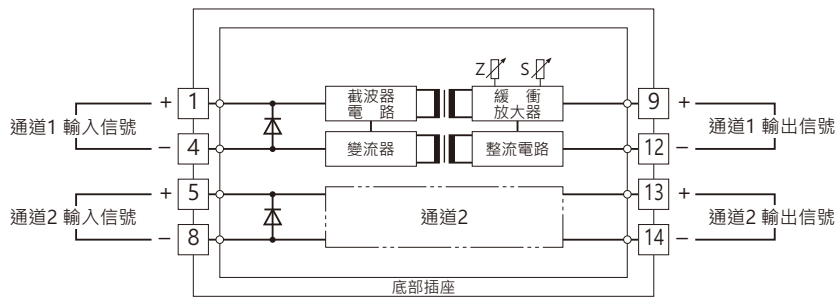 Z S
+ 1 截波器 緩 衝 9 +
電 路 放大器
通道1 輸入信號 通道1 輸出信號
− 4 變流器 整流電路 12 −
+ 5 13 +
通道2 輸入信號 通道2 通道2 輸出信號
− 8 14 −
底部插座